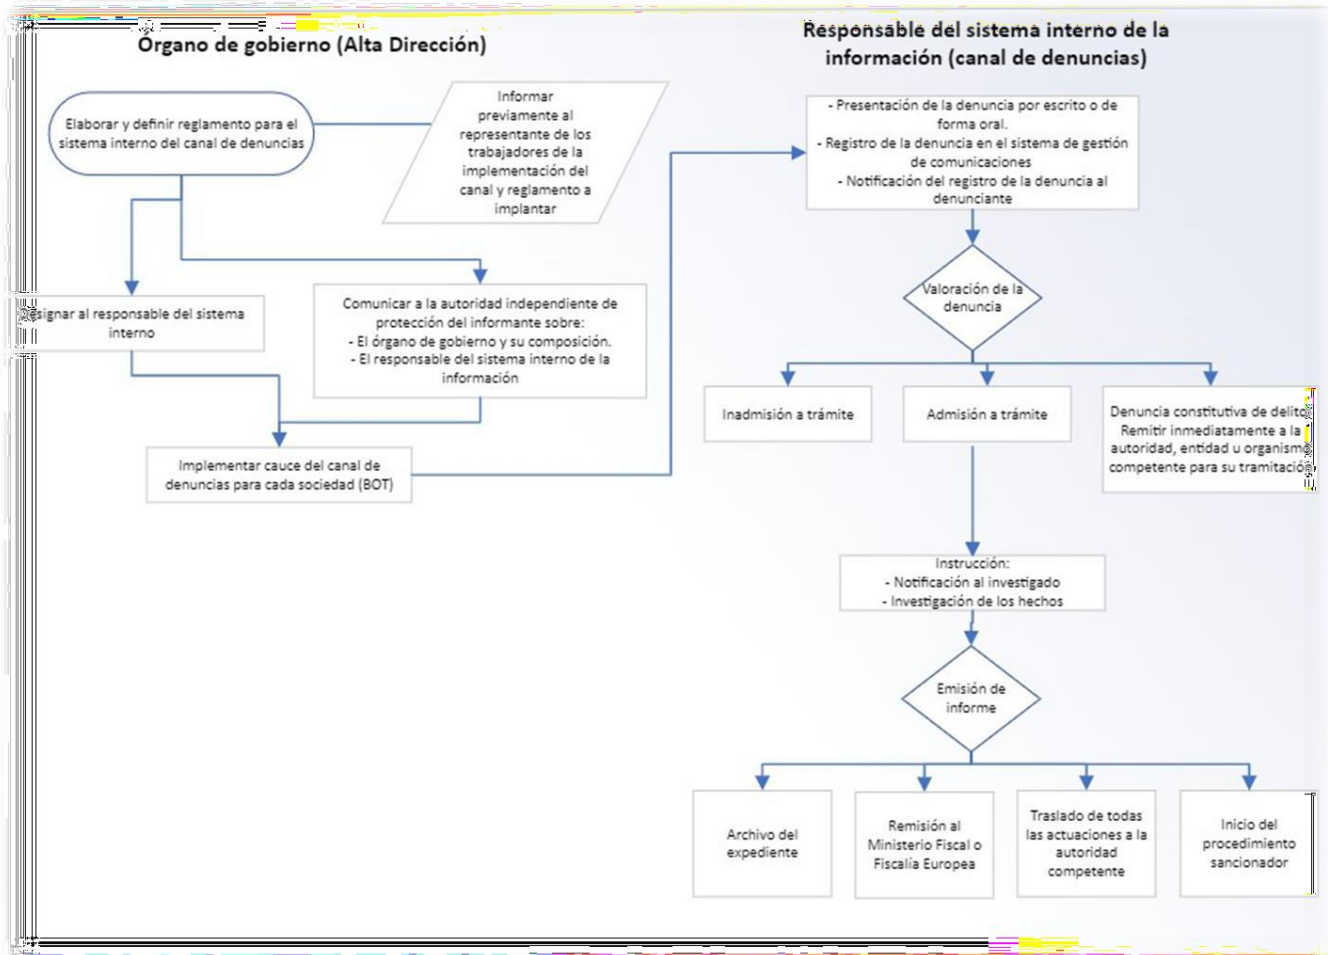 Órgano de gobierno (Alta Dirección)
Elaborar y definir reglamento para el
sistema interno del canal de denuncias
Informar
previamente al
representante de los
trabajadores de la
implementación del
canal y reglamento a
implantar
Designar al responsable del sistema
interno
Comunicar a la autoridad independiente de
protección del informante sobre:
- El órgano de gobierno y su composición.
- El responsable del sistema interno de la
información
Implementar cauce del canal de
denuncias para cada sociedad (BOT)
Responsable del sistema interno de la
información (canal de denuncias)
- Presentación de la denuncia por escrito o de
forma oral.
- Registro de la denuncia en el sistema de gestión
de comunicaciones
- Notificación del registro de la denuncia al
denunciante
Valoración de la
denuncia
Inadmisión a trámite
Admisión a trámite
Denuncia constitutiva de delito.
Remitir inmediatamente a la
autoridad, entidad u organismo
competente para su tramitación
Instrucción:
- Notificación al investigado
- Investigación de los hechos
Emisión de
informe
Archivo del
expediente
Remisión al
Ministerio Fiscal o
Fiscalía Europea
Traslado de todas
las actuaciones a la
autoridad
competente
Inicio del
procedimiento
sancionador